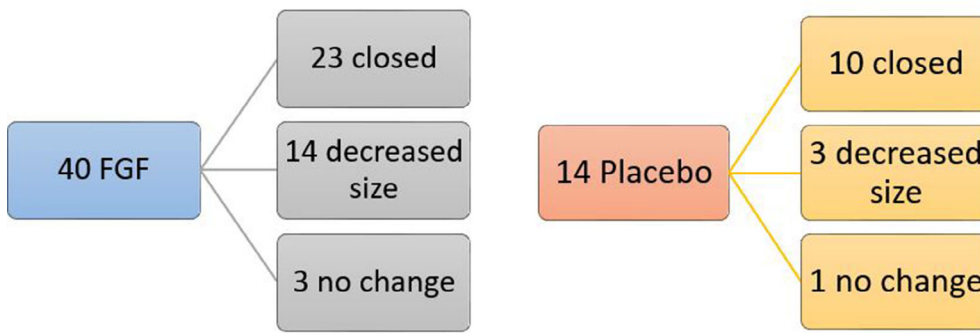 40 FGF
23 closed
14 decreased
size
3 no change
14 Placebo
10 closed
3 decreased
size
1 no change